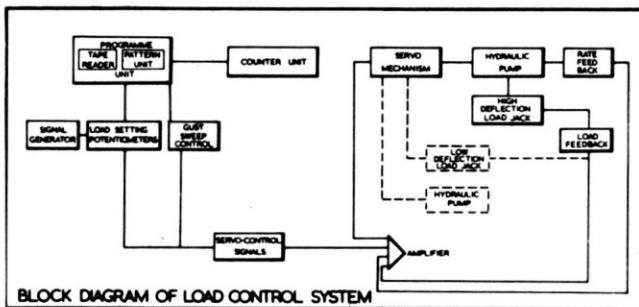 PROGRAMME
TAPE
READER
PATTERN
UNIT
UNIT
COUNTER UNIT
SERVO
MECHANISM
HYDRAULIC
PUMP
RATE FEED
BACK
HIGH DEFLECTION
LOAD JACK
SIGNAL
GENERATOR
LOAD SETTING
POTENTIOMETERS
GUST
SWEEP
CONTROL
LOAD FEEDBACK
LOW
DEFLECTION
LOAD JACK
HYDRAULIC
PUMP
SERVO-CONTROL
SIGNALS
AMPLIFIER
BLOCK DIAGRAM OF LOAD CONTROL SYSTEM